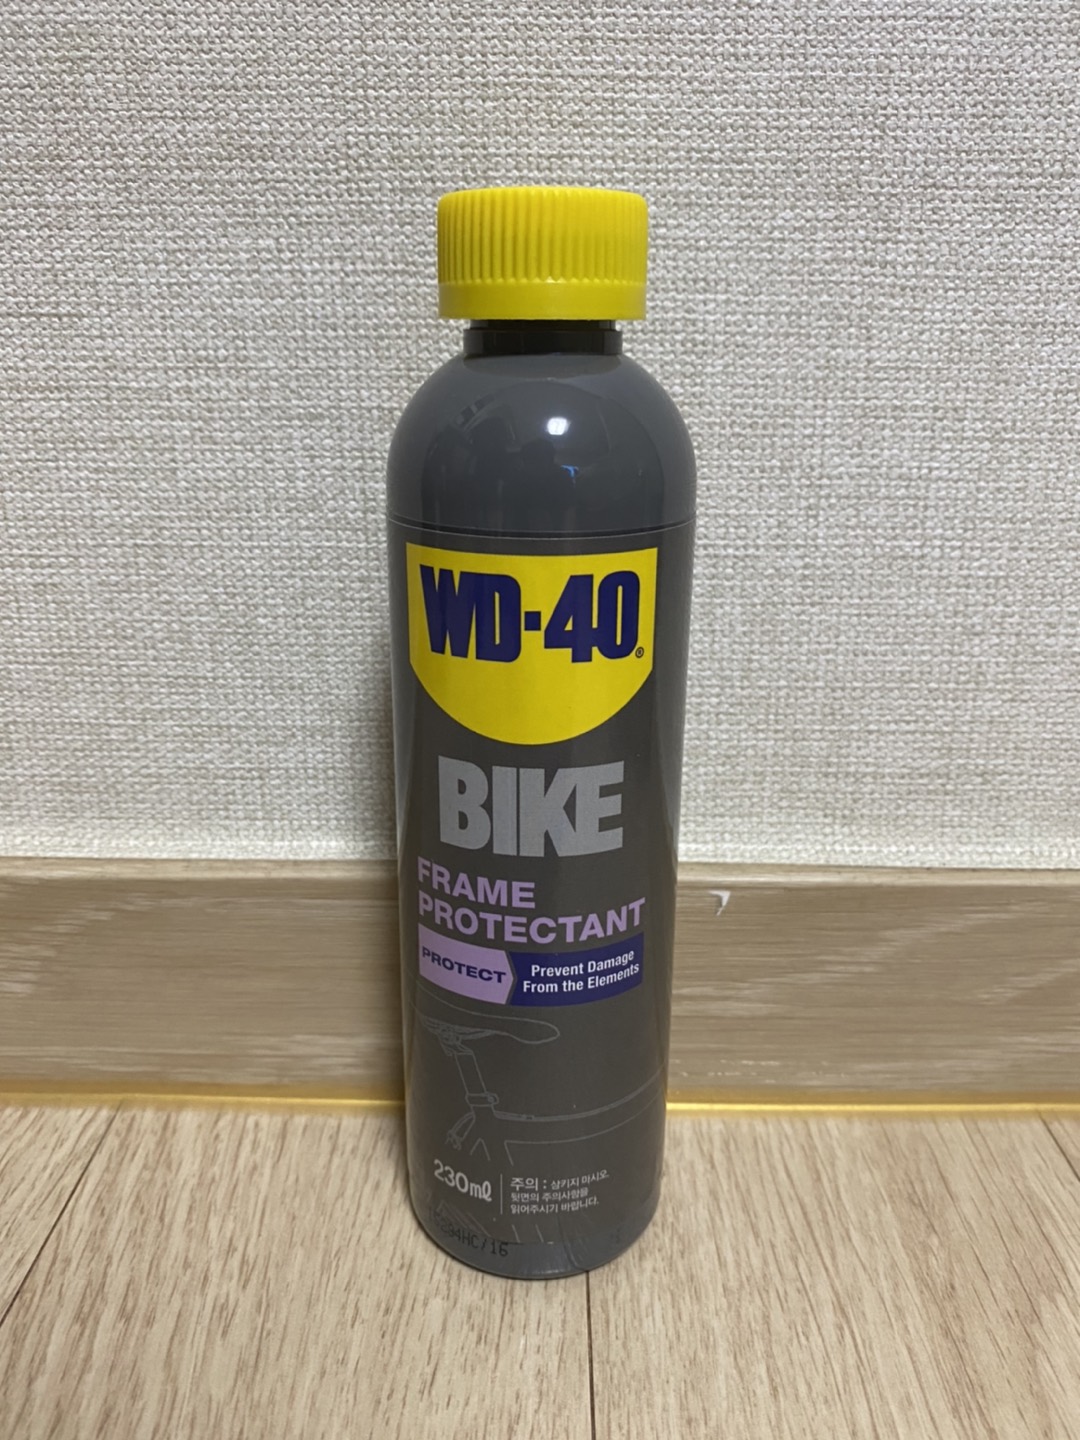 WD-40®
BIKE
FRAME
PROTECTANT
PROTECT
Prevent Damage
From the Elements
230ml
주의 : 삼키지 마시오.
뒷면의 주의사항을
읽어주시기 바랍니다.